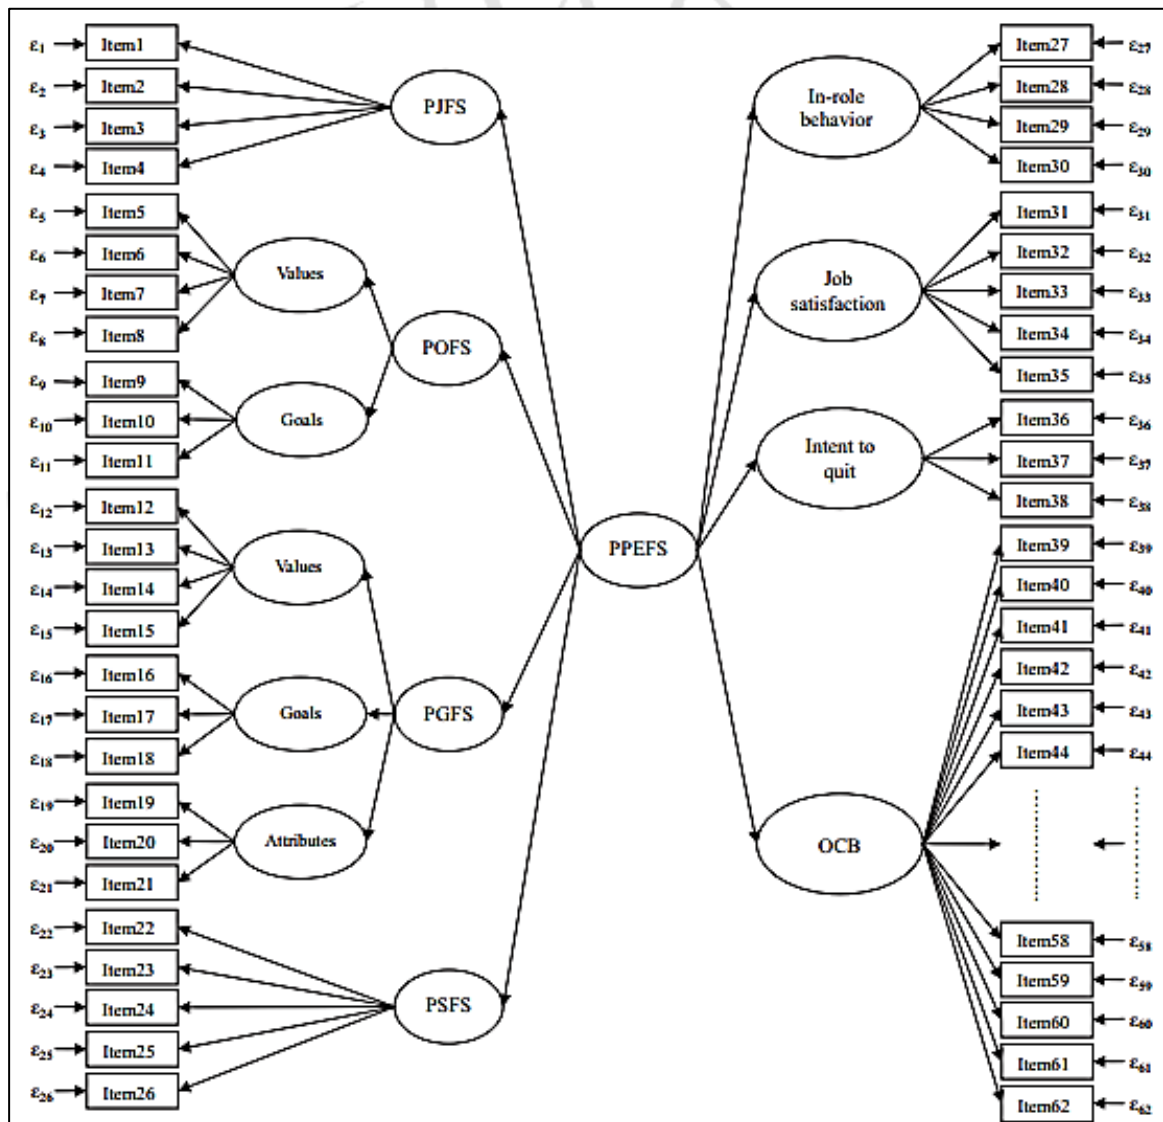 ε1 Item1
ε2 Item2
ε3 Item3
ε4 Item4
PJFS
ε5 Item5
ε6 Item6
ε7 Item7
ε8 Item8
Values
ε9 Item9
ε10 Item10
ε11 Item11
Goals
POFS
ε12 Item12
ε13 Item13
ε14 Item14
ε15 Item15
Values
ε16 Item16
ε17 Item17
ε18 Item18
Goals
PGFS
ε19 Item19
ε20 Item20
ε21 Item21
Attributes
ε22 Item22
ε23 Item23
ε24 Item24
ε25 Item25
ε26 Item26
PSFS
PPEFS
In-role
behavior
Item27 ε27
Item28 ε28
Item29 ε29
Item30 ε30
Job
satisfaction
Item31 ε31
Item32 ε32
Item33 ε33
Item34 ε34
Item35 ε35
Intent to
quit
Item36 ε36
Item37 ε37
Item38 ε38
OCB
Item39 ε39
Item40 ε40
Item41 ε41
Item42 ε42
Item43 ε43
Item44 ε44
Item58 ε58
Item59 ε59
Item60 ε60
Item61 ε61
Item62 ε62